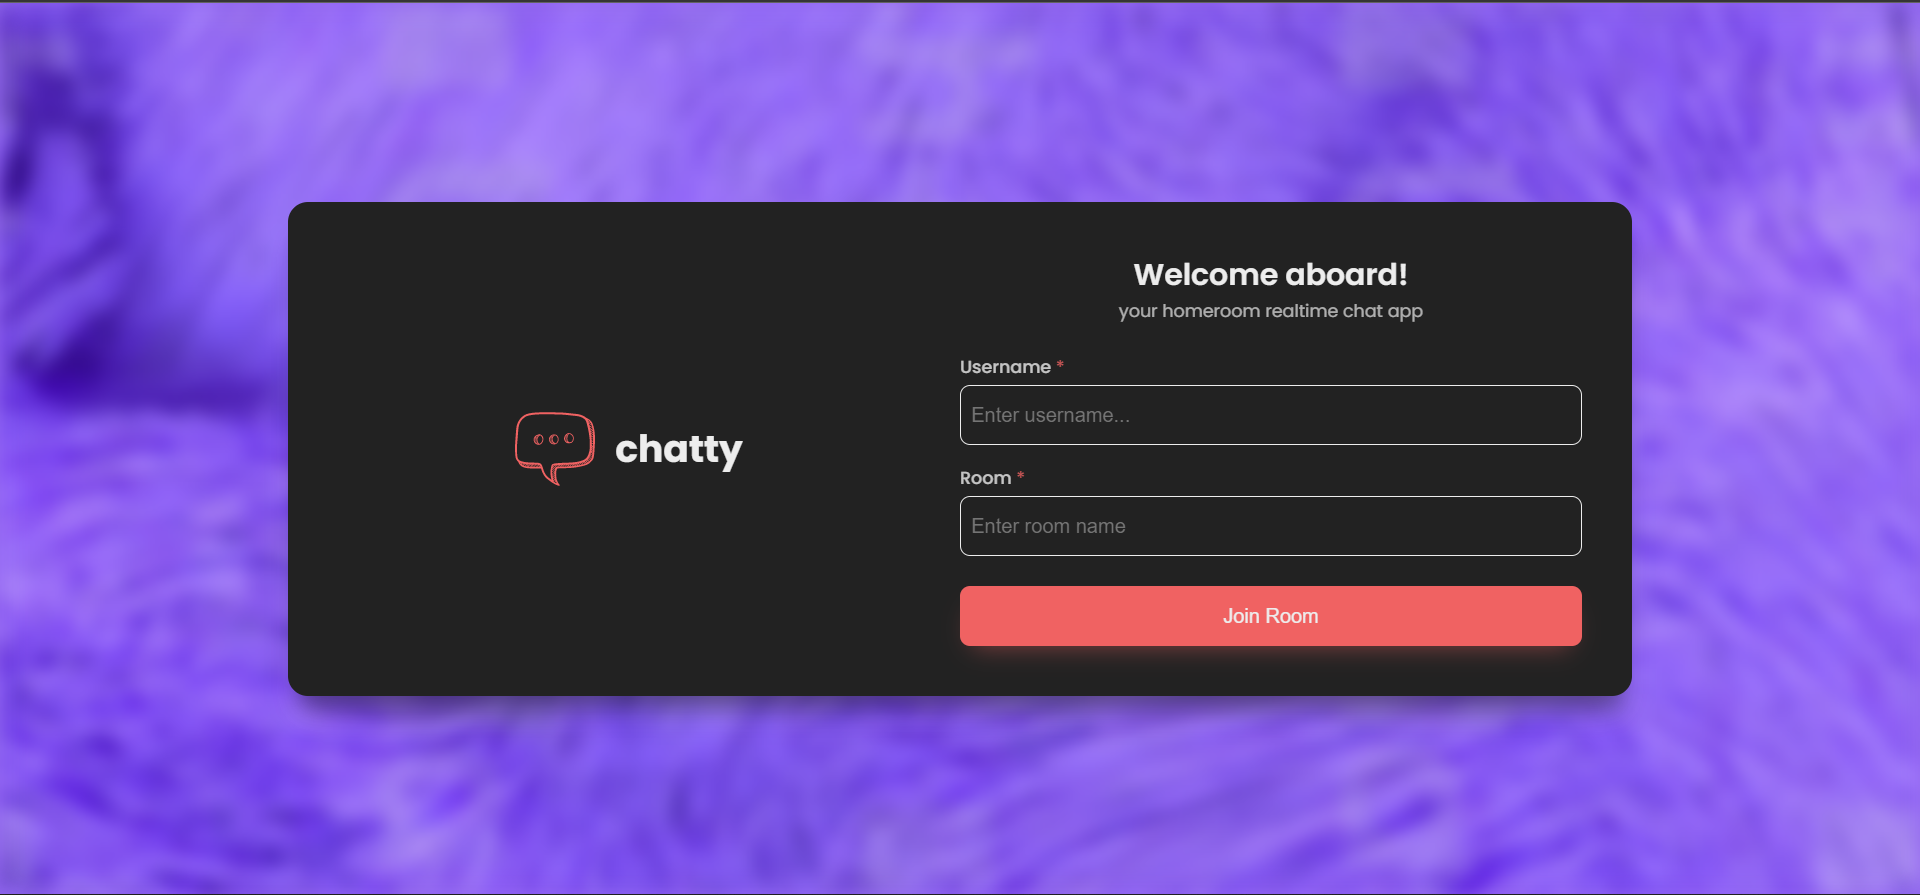 chatty
Welcome aboard!
your homeroom realtime chat app
Username *
Enter username...
Room *
Enter room name
Join Room